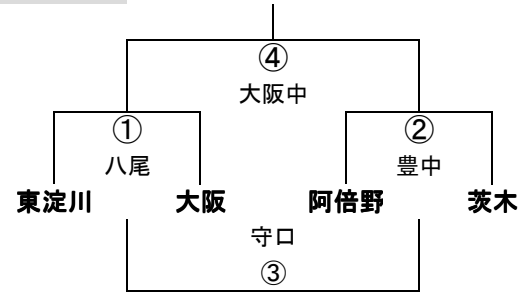 ④
大阪中
① ②
八尾 豊中
東淀川 大阪 阿倍野 茨木
守口
③